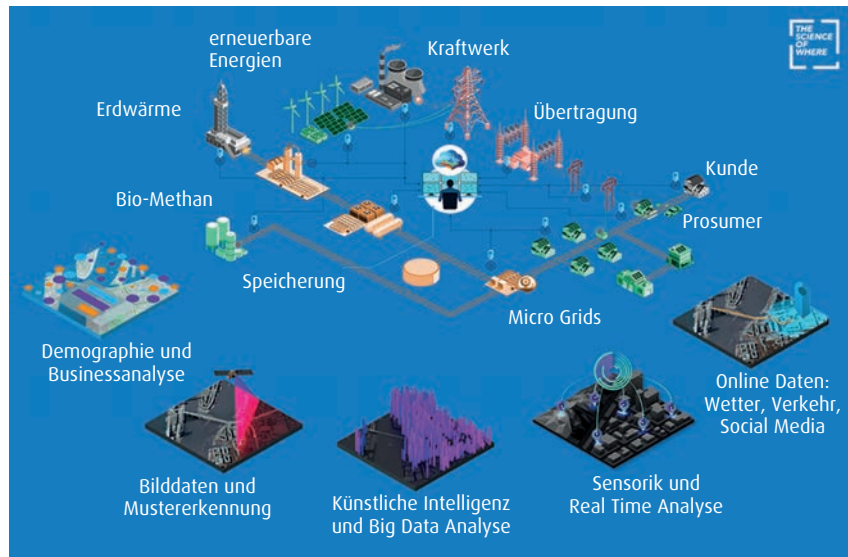 THE
SCIENCE
OF
WHERE
erneuerbare
Energien
Kraftwerk
Erdwärme
Übertragung
Kunde
Bio-Methan
Prosumer
Speicherung
Micro Grids
Demographie und
Businessanalyse
Online Daten:
Wetter, Verkehr,
Social Media
Bilddaten und
Mustererkennung
Künstliche Intelligenz
und Big Data Analyse
Sensorik und
Real Time Analyse